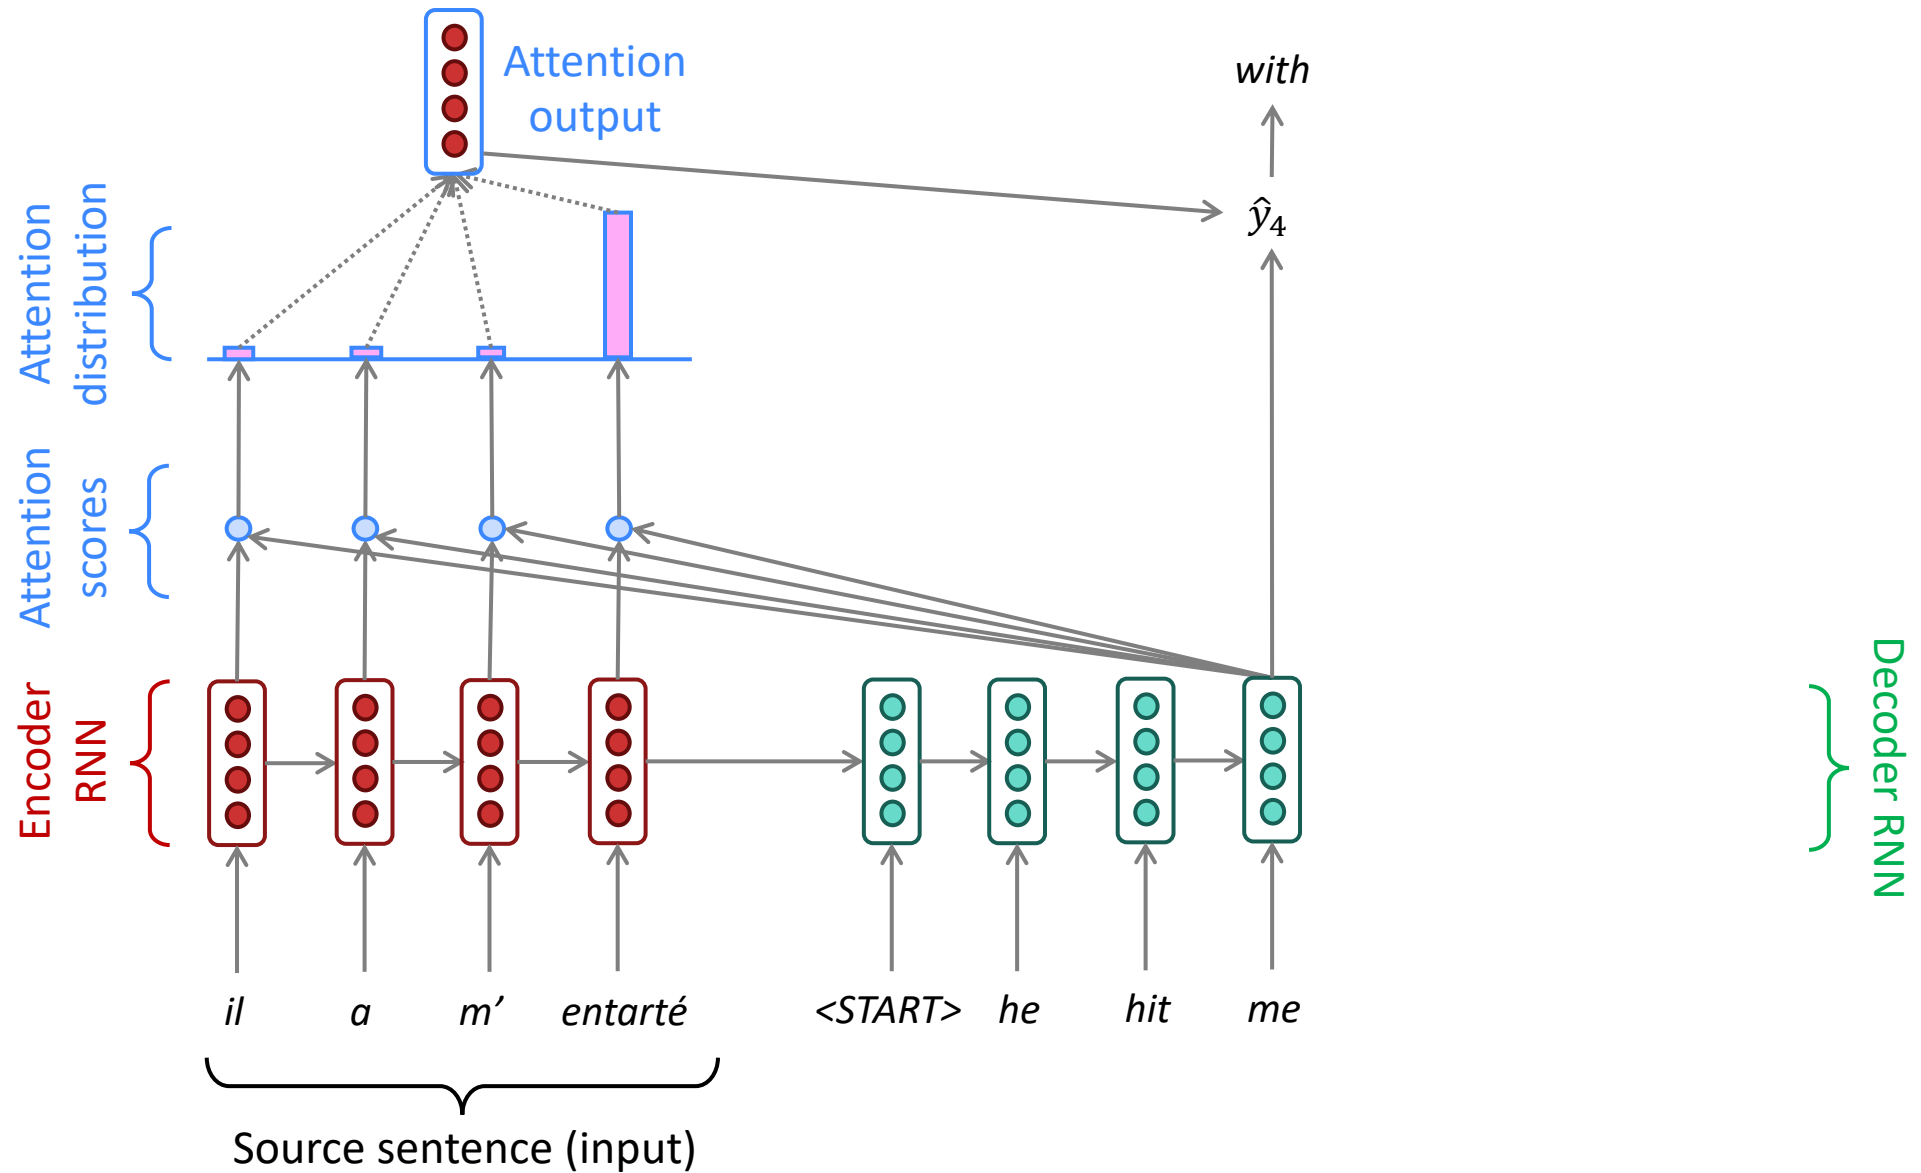 Attention
output
with
Attention
distribution
ŷ₄
Attention
scores
Encoder
RNN
Decoder RNN
il a m’ entarté <START> he hit me
Source sentence (input)